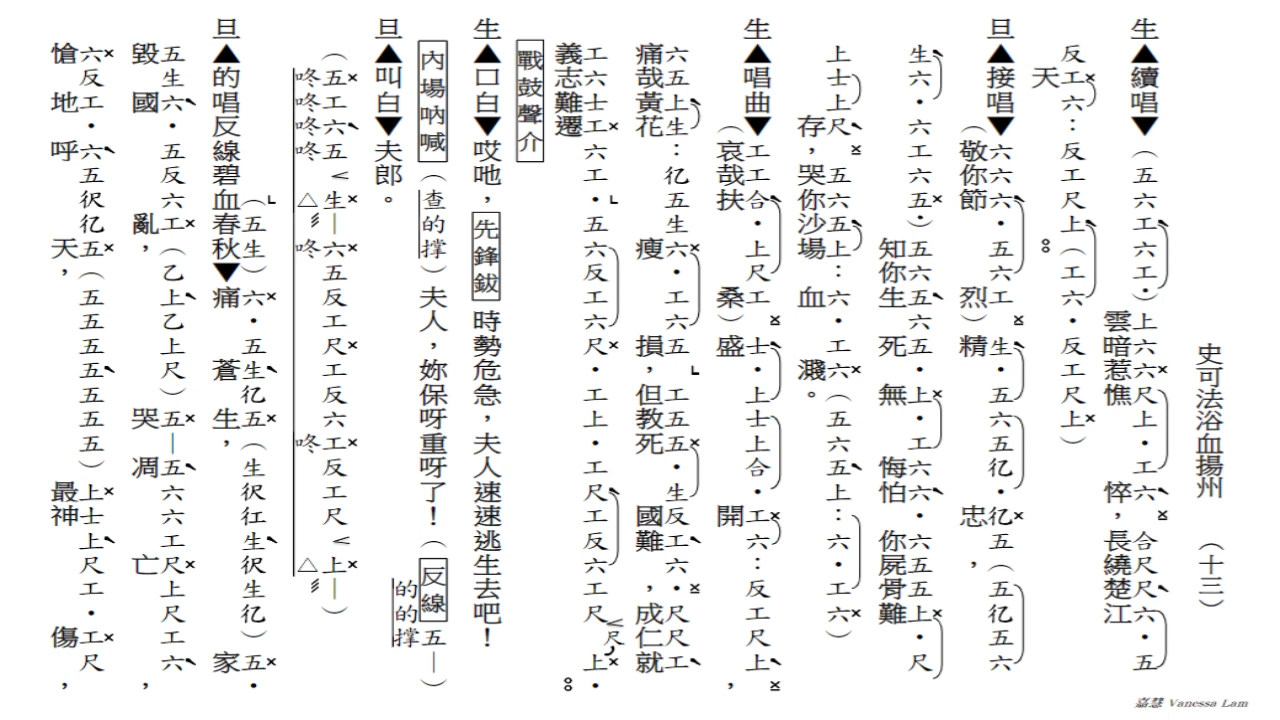 史可法浴血揚州 (十三)
生▲續唱▼(五六工六工•)上六六尺上•工六合尺尺六•五
雲暗惹憔悴,長繞楚江
反工六:反工尺上(工六•反工尺上)
天。
旦▲接唱▼六六六•五六工生•五六五亿•亿五(五亿五六
(敬你節烈)精忠,
生六•六工六五•)五六五六五•上•工六六•六五五上•尺
知你生死無悔怕你屍骨難
上士上尺五六五上:六•工六(五六五上:六•工六)
存,哭你沙場血濺。
生▲唱曲▼工工合•上尺工士•上士上合•工六:反工尺上
(哀哉扶桑)盛開,
六五上生:亿五生六•工六五工五五•生反工六•尺尺工
痛哉黃花瘦損,但教死國難,成仁就
工六士工六工•五六反工六尺•工上•工尺工反六工尺上•
義志難遷。
戰鼓聲介
生▲口白▼哎吔,先鋒鈸 時勢危急,夫人速速逃生去吧!
內場吶喊(查的撐)夫人,妳保呀重呀了!(反線五—)
的的撐
旦▲叫白▼夫郎。
(五工六五<生—六五反工尺工反六工反工尺<上—)
咚咚咚咚△咚咚△
旦▲的唱反線碧血春秋▼(五生)六•五生亿五(生伬仜生伬生亿)五•
痛蒼生,家
五生六•五反六工(乙上乙上尺)五—五六六工尺上尺工六
毀國亂,哭凋亡,
六反工•六五伬亿五(五五五五五五)上士上尺工•工尺
愴地呼天,最神傷,
嘉慧 Vanessa Lam